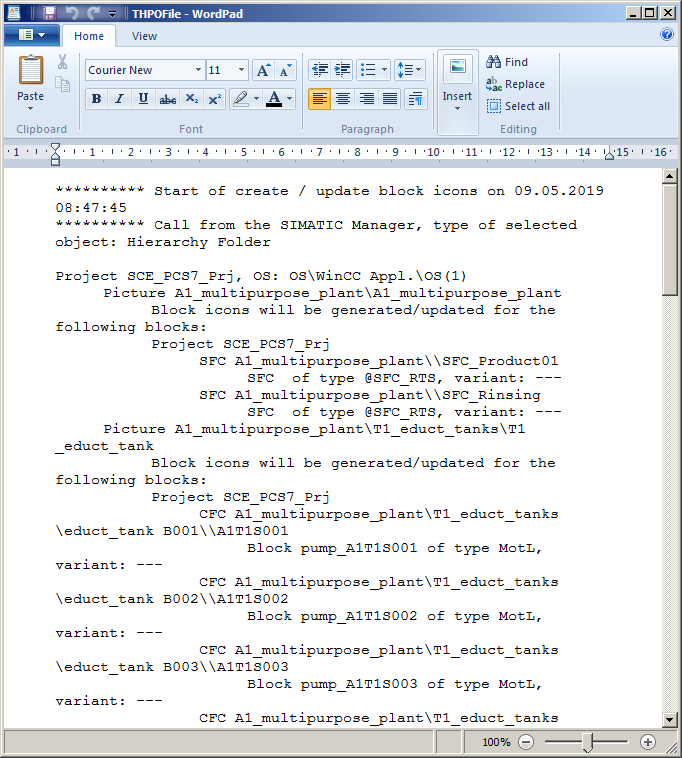 THPOFile - WordPad
Home View
Paste
Clipboard
Courier New 11
B I U abc X₂ X²
Font
Paragraph
Insert
Find
Replace
Select all
Editing
1 1 2 3 4 5 6 7 8 9 10 11 12 13 14 15 16
********** Start of create / update block icons on 09.05.2019
08:47:45
********** Call from the SIMATIC Manager, type of selected
object: Hierarchy Folder
Project SCE_PCS7_Prj, OS: OS\WinCC Appl.\OS(1)
Picture A1_multipurpose_plant\A1_multipurpose_plant
Block icons will be generated/updated for the
following blocks:
Project SCE_PCS7_Prj
SFC A1_multipurpose_plant\\SFC_Product01
SFC  of type @SFC_RTS, variant: ---
SFC A1_multipurpose_plant\\SFC_Rinsing
SFC  of type @SFC_RTS, variant: ---
Picture A1_multipurpose_plant\T1_educt_tanks\T1
_educt_tank
Block icons will be generated/updated for the
following blocks:
Project SCE_PCS7_Prj
CFC A1_multipurpose_plant\T1_educt_tanks
\educt_tank B001\\A1T1S001
Block pump_A1T1S001 of type MotL,
variant: ---
CFC A1_multipurpose_plant\T1_educt_tanks
\educt_tank B002\\A1T1S002
Block pump_A1T1S002 of type MotL,
variant: ---
CFC A1_multipurpose_plant\T1_educt_tanks
\educt_tank B003\\A1T1S003
Block pump_A1T1S003 of type MotL,
variant: ---
CFC A1_multipurpose_plant\T1_educt_tanks
100%